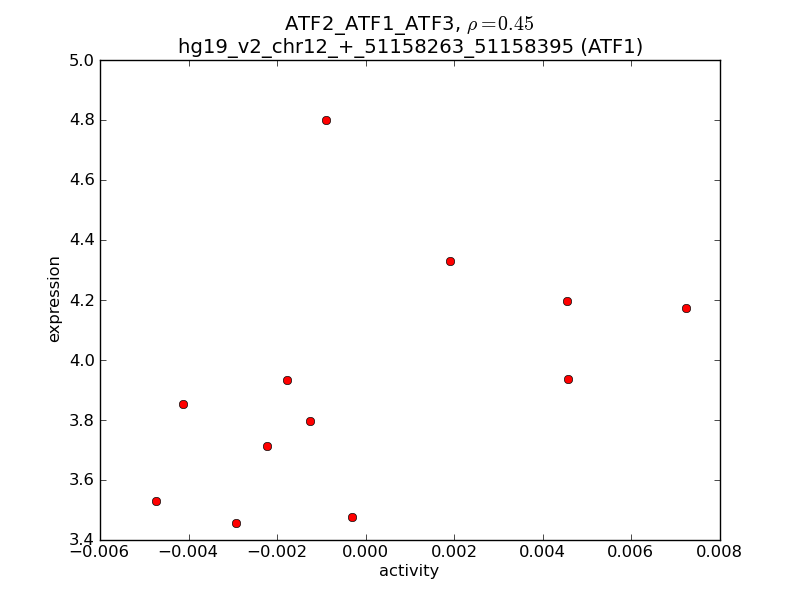 ATF2_ATF1_ATF3, ρ = 0.45
hg19_v2_chr12_+_51158263_51158395 (ATF1)
5.0
4.8
4.6
4.4
4.2
4.0
3.8
3.6
3.4
expression
−0.006 −0.004 −0.002 0.000 0.002 0.004 0.006 0.008
activity